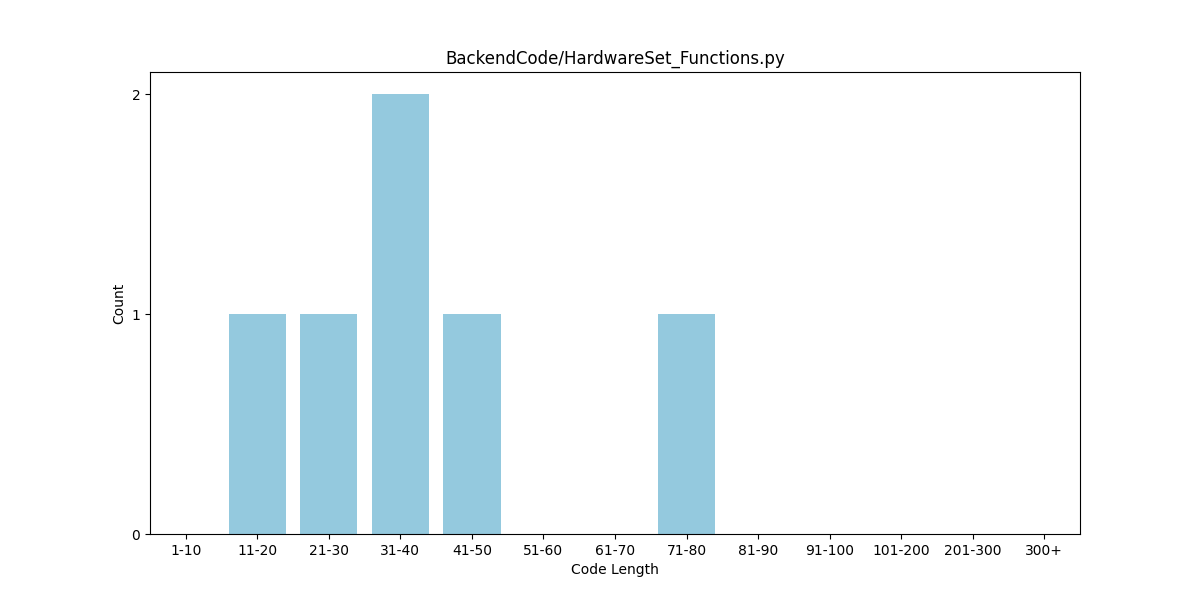 BackendCode/HardwareSet_Functions.py
2
1
0
Count
1-10 11-20 21-30 31-40 41-50 51-60 61-70 71-80 81-90 91-100 101-200 201-300 300+
Code Length